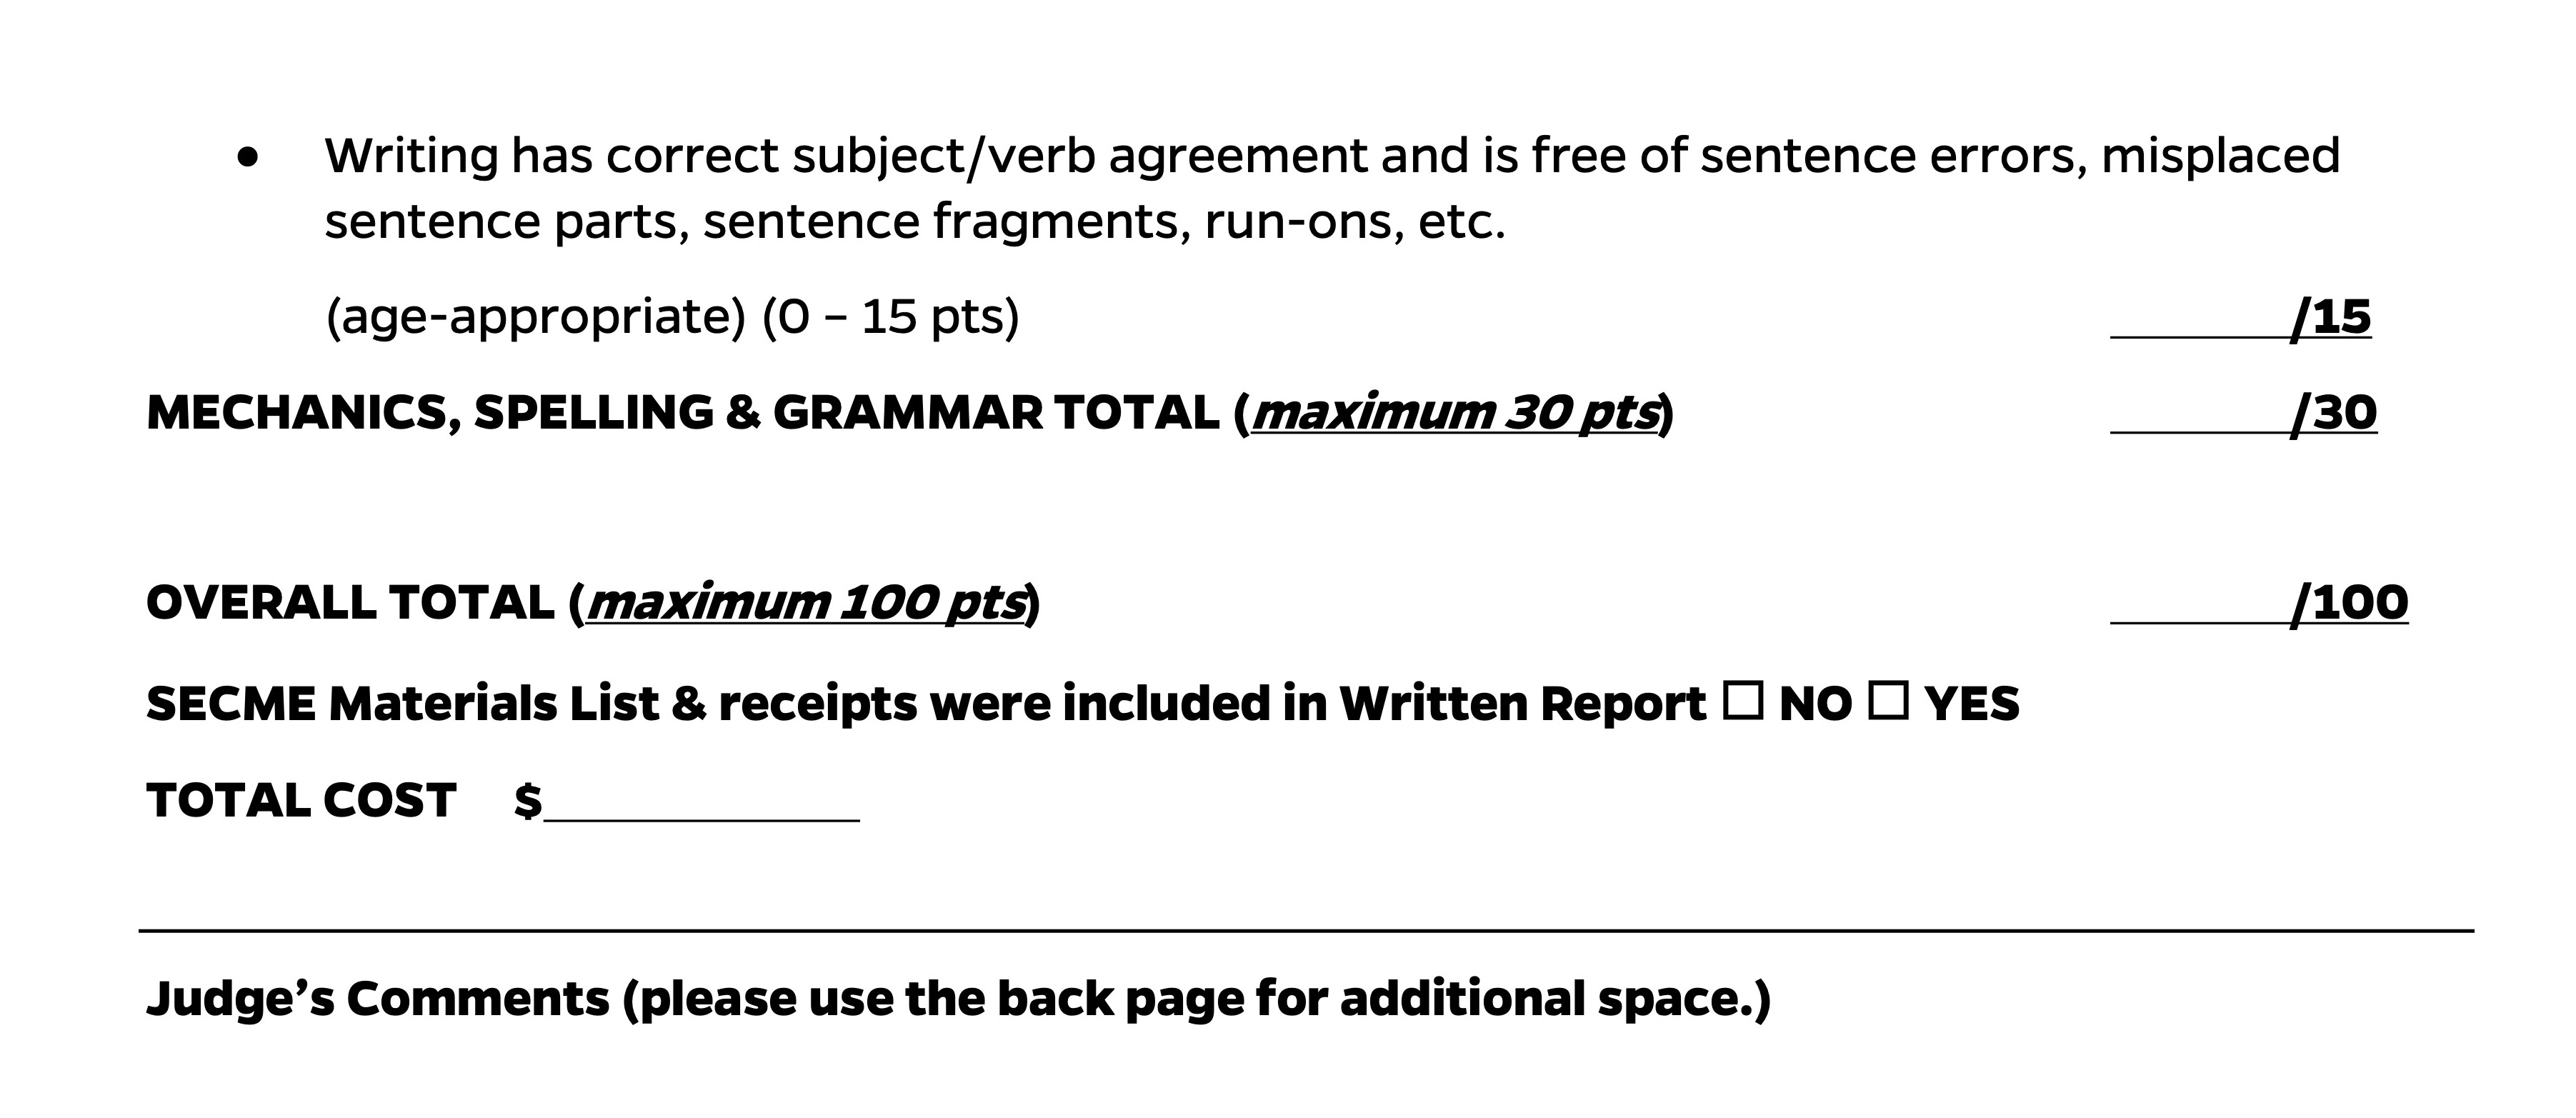 • Writing has correct subject/verb agreement and is free of sentence errors, misplaced
sentence parts, sentence fragments, run-ons, etc.
(age-appropriate) (0 – 15 pts) ______/15
MECHANICS, SPELLING & GRAMMAR TOTAL (maximum 30 pts) ______/30
OVERALL TOTAL (maximum 100 pts) ______/100
SECME Materials List & receipts were included in Written Report ☐ NO ☐ YES
TOTAL COST $____________
Judge’s Comments (please use the back page for additional space.)